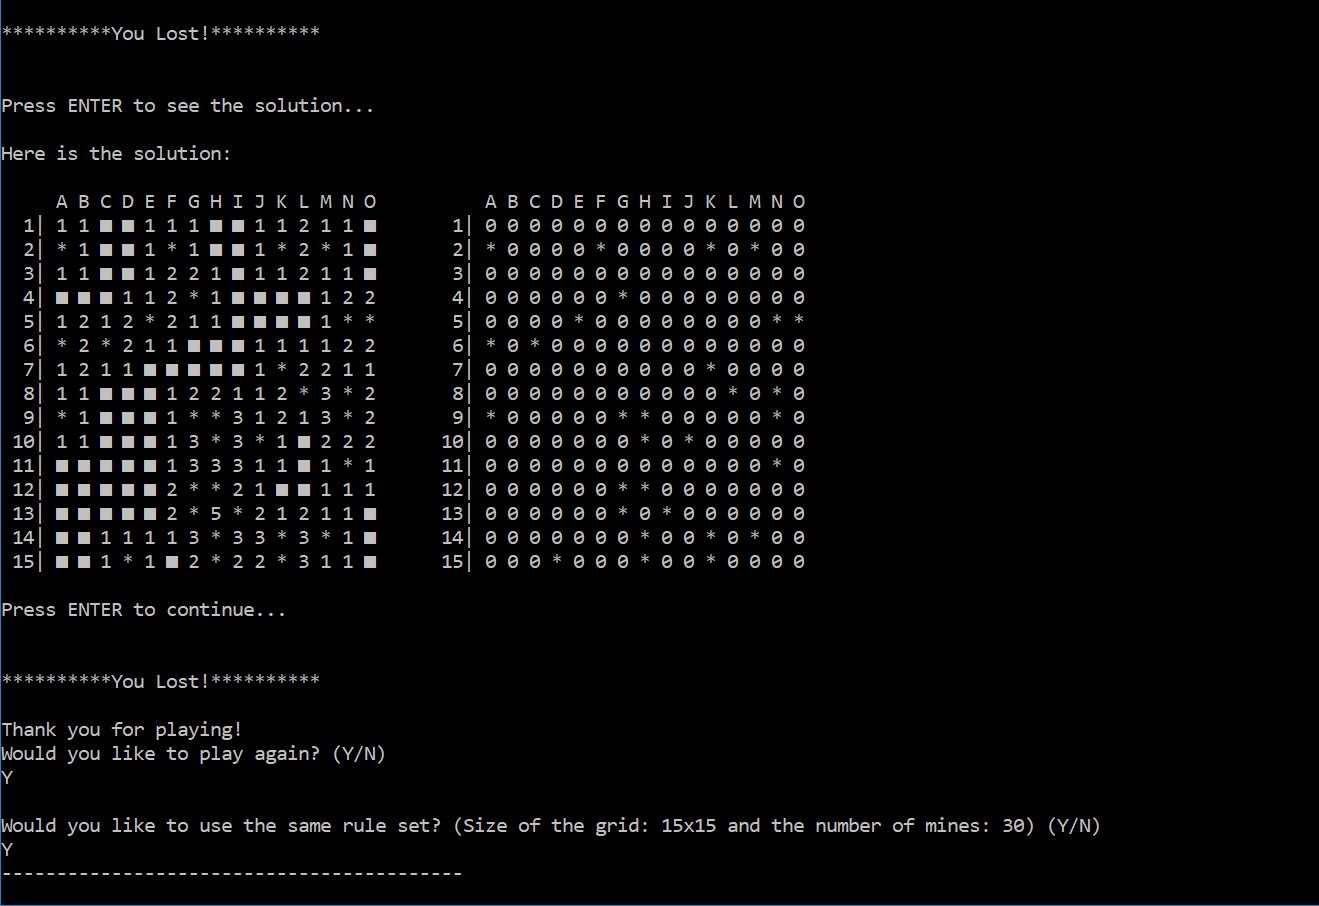 **********You Lost!**********
Press ENTER to see the solution...
Here is the solution:
    A B C D E F G H I J K L M N O           A B C D E F G H I J K L M N O
 1| 1 1 ■ ■ 1 1 1 ■ ■ 1 1 2 1 1 ■       1| 0 0 0 0 0 0 0 0 0 0 0 0 0 0 0
 2| * 1 ■ ■ 1 * 1 ■ ■ 1 * 2 * 1 ■       2| * 0 0 0 0 * 0 0 0 0 * 0 * 0 0
 3| 1 1 ■ ■ 1 2 2 1 ■ 1 1 2 1 1 ■       3| 0 0 0 0 0 0 0 0 0 0 0 0 0 0 0
 4| ■ ■ ■ 1 1 2 * 1 ■ ■ ■ ■ 1 2 2       4| 0 0 0 0 0 0 * 0 0 0 0 0 0 0 0
 5| 1 2 1 2 * 2 1 1 ■ ■ ■ ■ 1 * *       5| 0 0 0 0 * 0 0 0 0 0 0 0 0 * *
 6| * 2 * 2 1 1 ■ ■ ■ 1 1 1 1 2 2       6| * 0 * 0 0 0 0 0 0 0 0 0 0 0 0
 7| 1 2 1 1 ■ ■ ■ ■ ■ 1 * 2 2 1 1       7| 0 0 0 0 0 0 0 0 0 0 * 0 0 0 0
 8| 1 1 ■ ■ ■ 1 2 2 1 1 2 * 3 * 2       8| 0 0 0 0 0 0 0 0 0 0 0 * 0 * 0
 9| * 1 ■ ■ ■ 1 * * 3 1 2 1 3 * 2       9| * 0 0 0 0 0 * * 0 0 0 0 0 * 0
10| 1 1 ■ ■ ■ 1 3 * 3 * 1 ■ 2 2 2      10| 0 0 0 0 0 0 0 * 0 * 0 0 0 0 0
11| ■ ■ ■ ■ ■ 1 3 3 3 1 1 ■ 1 * 1      11| 0 0 0 0 0 0 0 0 0 0 0 0 0 * 0
12| ■ ■ ■ ■ ■ 2 * * 2 1 ■ ■ 1 1 1      12| 0 0 0 0 0 0 * * 0 0 0 0 0 0 0
13| ■ ■ ■ ■ ■ 2 * 5 * 2 1 2 1 1 ■      13| 0 0 0 0 0 0 * 0 * 0 0 0 0 0 0
14| ■ ■ 1 1 1 1 3 * 3 3 * 3 * 1 ■      14| 0 0 0 0 0 0 0 * 0 0 * 0 * 0 0
15| ■ ■ 1 * 1 ■ 2 * 2 2 * 3 1 1 ■      15| 0 0 0 * 0 0 0 * 0 0 * 0 0 0 0
Press ENTER to continue...
**********You Lost!**********
Thank you for playing!
Would you like to play again? (Y/N)
Y
Would you like to use the same rule set? (Size of the grid: 15x15 and the number of mines: 30) (Y/N)
Y
------------------------------------------